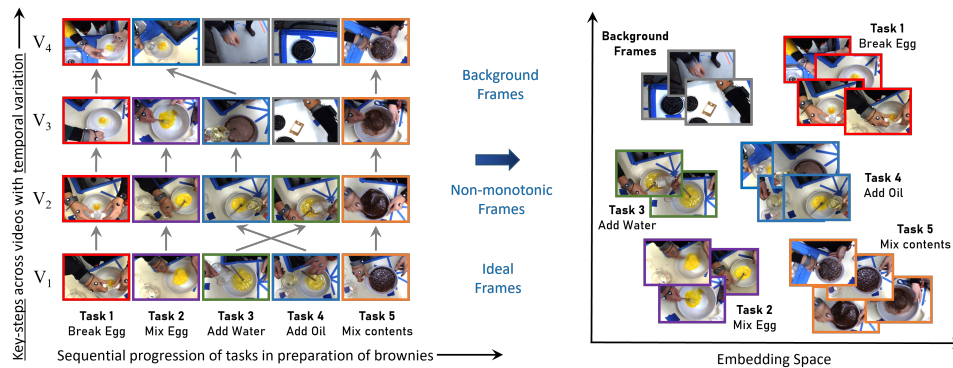 Key-steps across videos with temporal variation
V4
V3
V2
V1
Task 1
Break Egg
Task 2
Mix Egg
Task 3
Add Water
Task 4
Add Oil
Task 5
Mix contents
Sequential progression of tasks in preparation of brownies
Background
Frames
Non-monotonic
Frames
Ideal
Frames
Background
Frames
Task 1
Break Egg
Task 4
Add Oil
Task 3
Add Water
Task 5
Mix contents
Task 2
Mix Egg
Embedding Space